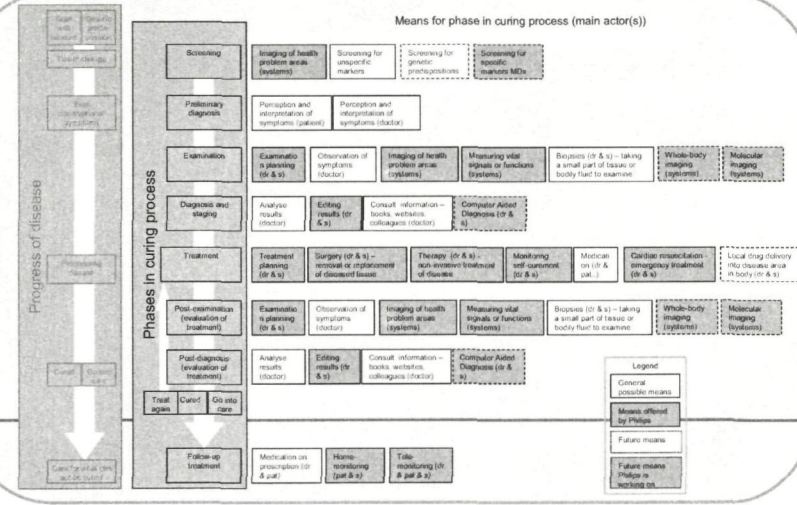 Means for phase in curing process (main actor(s))
Progress of disease
Phases in curing process
Screening
Imaging of health
problem areas
(systems)
Screening for
unspecific
markers
Screening for
genetic
predispositions
Screening for
specific
markers MDx
Preliminary
diagnosis
Perception and
interpretation of
symptoms (patient)
Perception and
interpretation of
symptoms (doctor)
Examination
Examinatio
n planning
(dr & s)
Observation of
symptoms
(doctor)
Imaging of health
problem areas
(systems)
Measuring vital
signals or functions
(systems)
Biopsies (dr & s) – taking
a small part of tissue or
bodily fluid to examine
Whole-body
imaging
(systems)
Molecular
imaging
(systems)
Diagnosis and
staging
Analyse
results
(doctor)
Editing
results (dr
& s)
Consult information –
books, websites,
colleagues (doctor)
Computer Aided
Diagnosis (dr &
s)
Treatment
Treatment
planning
(dr & s)
Surgery (dr & s) –
removal or replacement
of diseased tissue
Therapy (dr & s) -
non-invasive treatment
of disease
Monitoring
(dr & s)
Medicati
on (dr &
pat..)
Cardiac resuscitation -
emergency treatment
(dr & s)
Local drug delivery
into disease area
in body (dr & s)
Post-examination
(evaluation of
treatment)
Examinatio
n planning
(dr & s)
Observation of
symptoms
(doctor)
Imaging of health
problem areas
(systems)
Measuring vital
signals or functions
(systems)
Biopsies (dr & s) – taking
a small part of tissue or
bodily fluid to examine
Whole-body
imaging
(systems)
Molecular
imaging
(systems)
Post-diagnosis
(evaluation of
treatment)
Analyse
results
(doctor)
Editing
results (dr
& s)
Consult information –
books, websites,
colleagues (doctor)
Computer Aided
Diagnosis (dr &
s)
Treat
again
Cured
Go into
care
Follow-up
treatment
Medication on
prescription (dr
& pat)
Home-
monitoring
(pat & s)
Tele-
monitoring (dr
& pat & s)
Legend
General
possible means
Means offered
by Philips
Future means
Future means
Philips is
working on